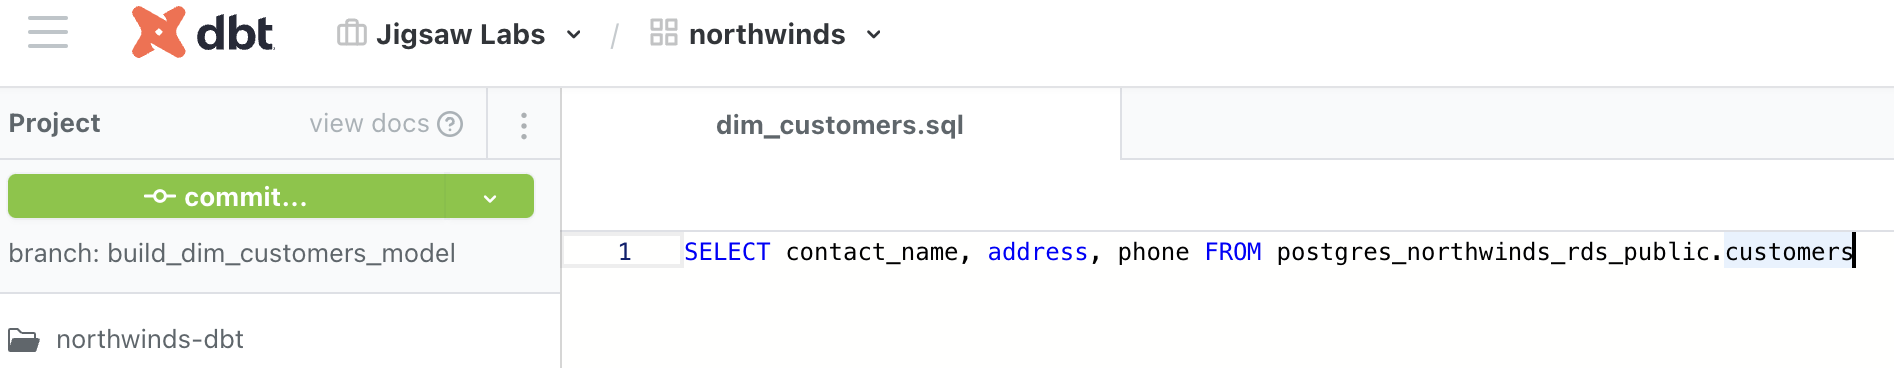 dbt Jigsaw Labs / northwinds
Project view docs ?
dim_customers.sql
commit...
branch: build_dim_customers_model
1 SELECT contact_name, address, phone FROM postgres_northwinds_rds_public.customers
northwinds-dbt